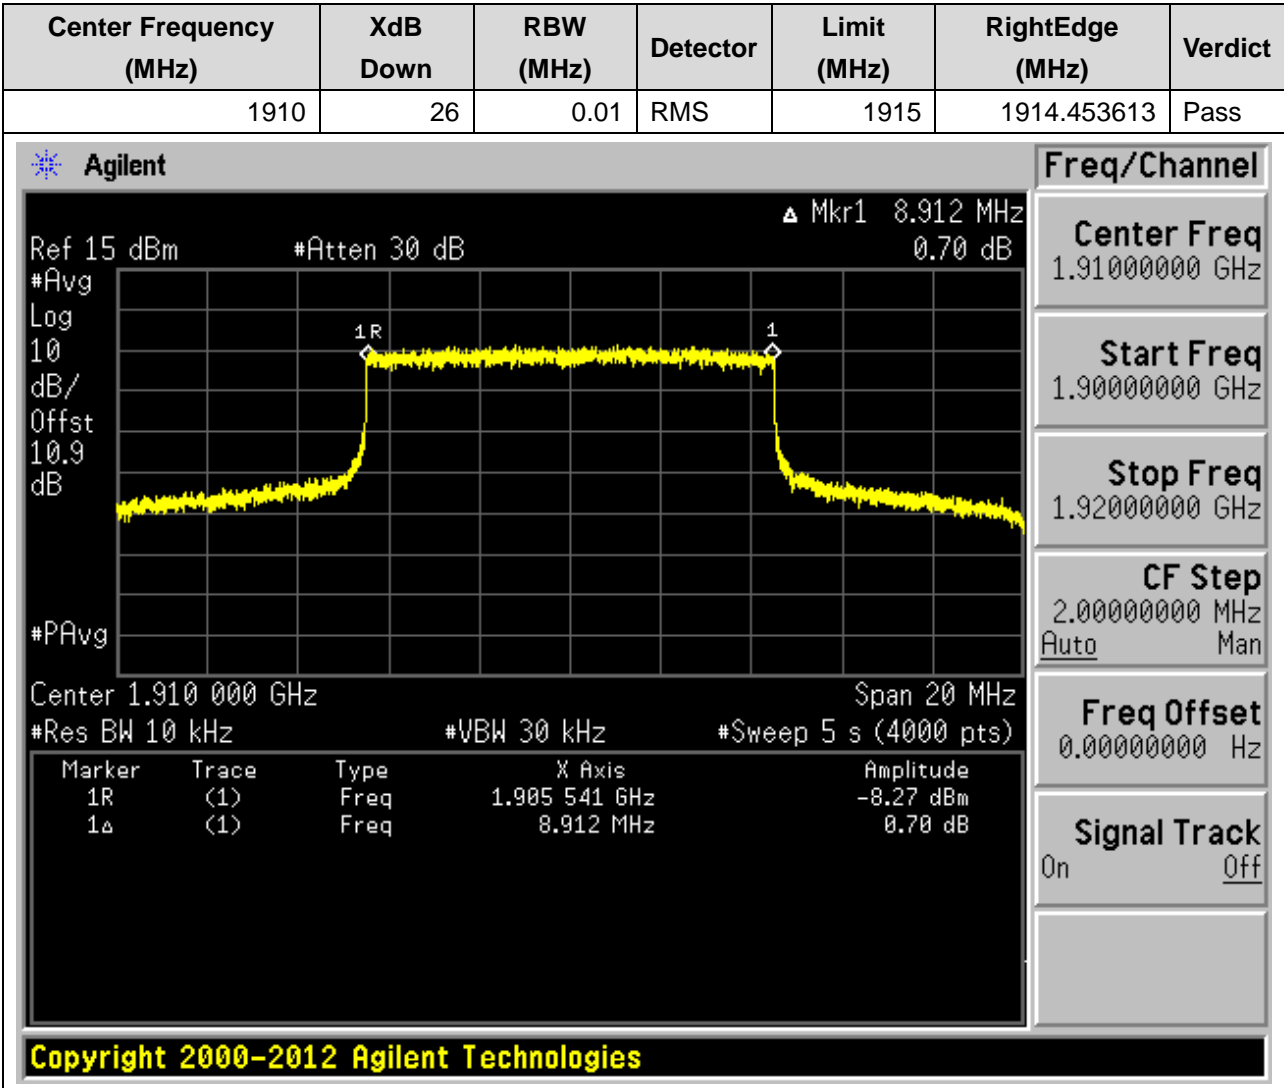 Center Frequency (MHz) XdB Down RBW (MHz) Detector Limit (MHz) RightEdge (MHz) Verdict
1910 26 0.01 RMS 1915 1914.453613 Pass
Agilent
Freq/Channel
Δ Mkr1 8.912 MHz
Ref 15 dBm #Atten 30 dB 0.70 dB
#Avg
Log
10
dB/
Offst
10.9
dB
#PAvg
1R
1
Center 1.910 000 GHz Span 20 MHz
#Res BW 10 kHz #VBW 30 kHz #Sweep 5 s (4000 pts)
Marker Trace Type X Axis Amplitude
1R (1) Freq 1.905 541 GHz -8.27 dBm
1Δ (1) Freq 8.912 MHz 0.70 dB
Center Freq
1.91000000 GHz
Start Freq
1.90000000 GHz
Stop Freq
1.92000000 GHz
CF Step
2.00000000 MHz
Auto Man
Freq Offset
0.00000000 Hz
Signal Track
On Off
Copyright 2000-2012 Agilent Technologies